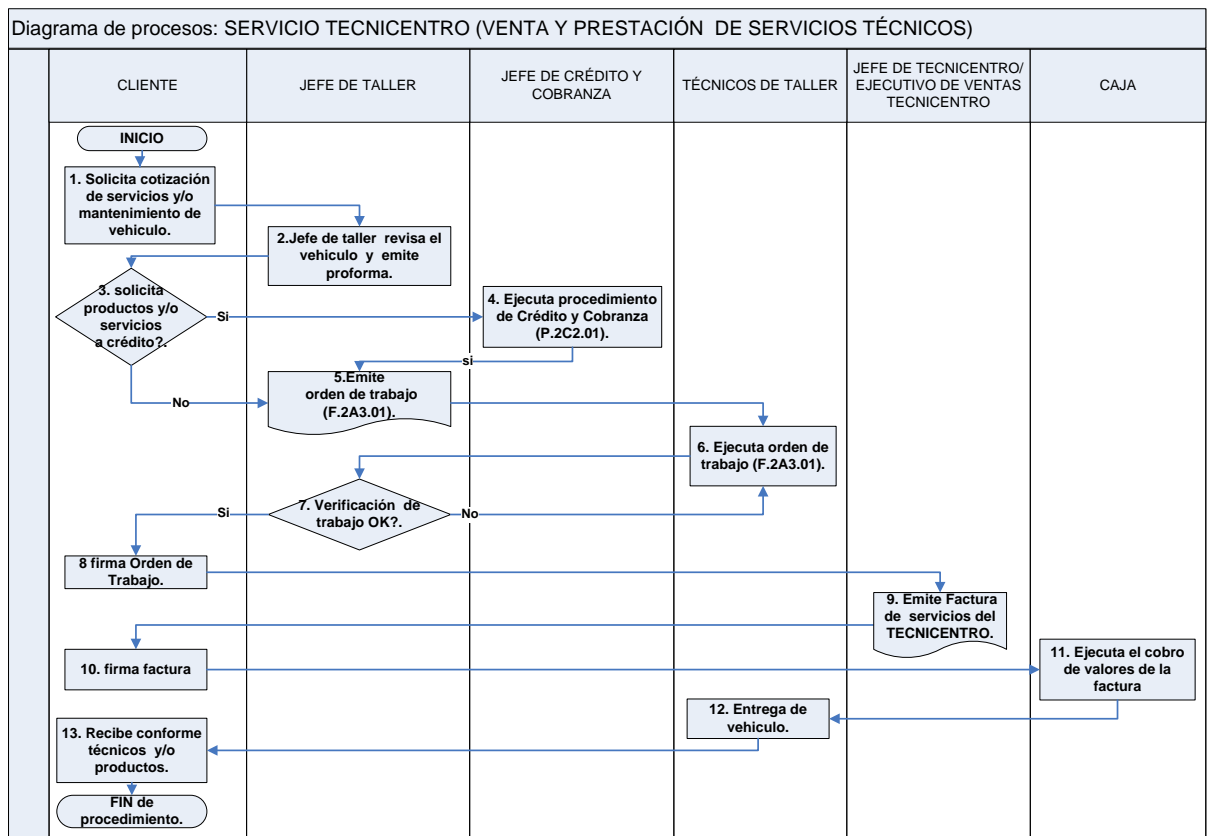 Diagrama de procesos: SERVICIO TECNICENTRO (VENTA Y PRESTACIÓN DE SERVICIOS TÉCNICOS)
CLIENTE
JEFE DE TALLER
JEFE DE CRÉDITO Y
COBRANZA
TÉCNICOS DE TALLER
JEFE DE TECNICENTRO/
EJECUTIVO DE VENTAS
TECNICENTRO
CAJA
INICIO
1. Solicita cotización
de servicios y/o
mantenimiento de
vehiculo.
2.Jefe de taller revisa el
vehiculo y emite
proforma.
3. solicita
productos y/o
servicios
a crédito?.
Si
4. Ejecuta procedimiento
de Crédito y Cobranza
(P.2C2.01).
si
No
5.Emite
orden de trabajo
(F.2A3.01).
6. Ejecuta orden de
trabajo (F.2A3.01).
7. Verificación de
trabajo OK?.
Si
No
8 firma Orden de
Trabajo.
9. Emite Factura
de servicios del
TECNICENTRO.
10. firma factura
11. Ejecuta el cobro
de valores de la
factura
12. Entrega de
vehiculo.
13. Recibe conforme
técnicos y/o
productos.
FIN de
procedimiento.